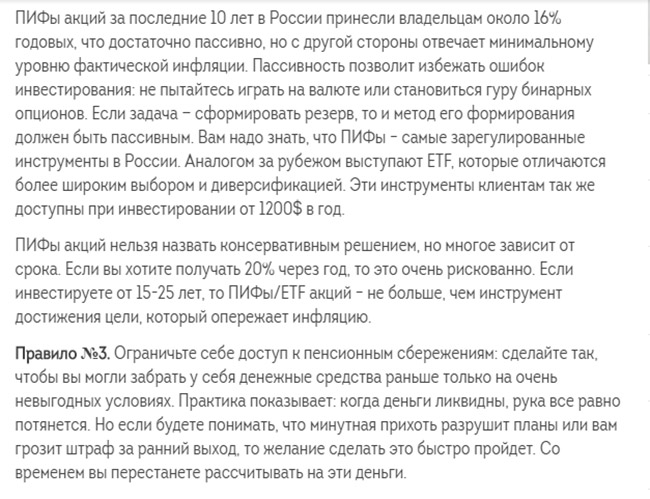 ПИФы акций за последние 10 лет в России принесли владельцам около 16%
годовых, что достаточно пассивно, но с другой стороны отвечает минимальному
уровню фактической инфляции. Пассивность позволит избежать ошибок
инвестирования: не пытайтесь играть на валюте или становиться гуру бинарных
опционов. Если задача – сформировать резерв, то и метод его формирования
должен быть пассивным. Вам надо знать, что ПИФы – самые зарегулированные
инструменты в России. Аналогом за рубежом выступают ETF, которые отличаются
более широким выбором и диверсификацией. Эти инструменты клиентам так же
доступны при инвестировании от 1200$ в год.
ПИФы акций нельзя назвать консервативным решением, но многое зависит от
срока. Если вы хотите получать 20% через год, то это очень рискованно. Если
инвестируете от 15-25 лет, то ПИФы/ETF акций – не больше, чем инструмент
достижения цели, который опережает инфляцию.
Правило №3. Ограничьте себе доступ к пенсионным сбережениям: сделайте так,
чтобы вы могли забрать у себя денежные средства раньше только на очень
невыгодных условиях. Практика показывает: когда деньги ликвидны, рука все равно
потянется. Но если будете понимать, что минутная прихоть разрушит планы или вам
грозит штраф за ранний выход, то желание сделать это быстро пройдет. Со
временем вы перестанете рассчитывать на эти деньги.